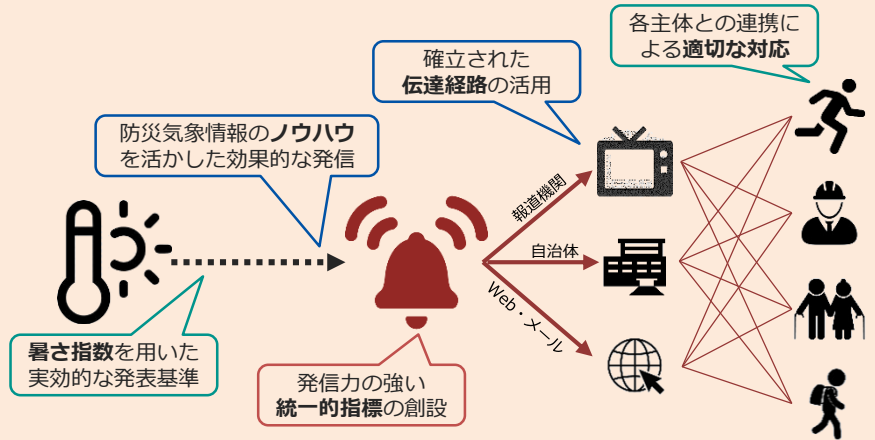 各主体との連携に
よる適切な対応
確立された
伝達経路の活用
防災気象情報のノウハウ
を活かした効果的な発信
報道機関
自治体
Web・メール
暑さ指数を用いた
実効的な発表基準
発信力の強い
統一的指標の創設